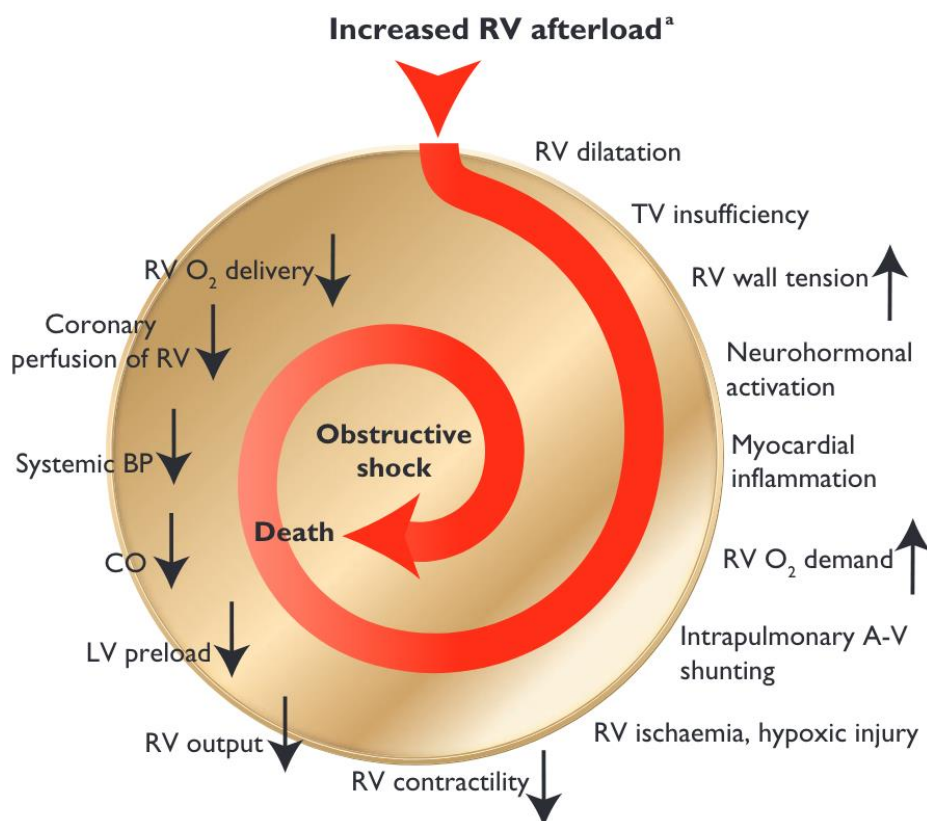 Increased RV afterloadᵃ
RV dilatation
TV insufficiency
RV wall tension
Neurohormonal
activation
Myocardial
inflammation
RV O₂ demand
Intrapulmonary A-V
shunting
RV ischaemia, hypoxic injury
RV contractility
RV output
LV preload
CO
Systemic BP
Coronary
perfusion of RV
RV O₂ delivery
Obstructive
shock
Death